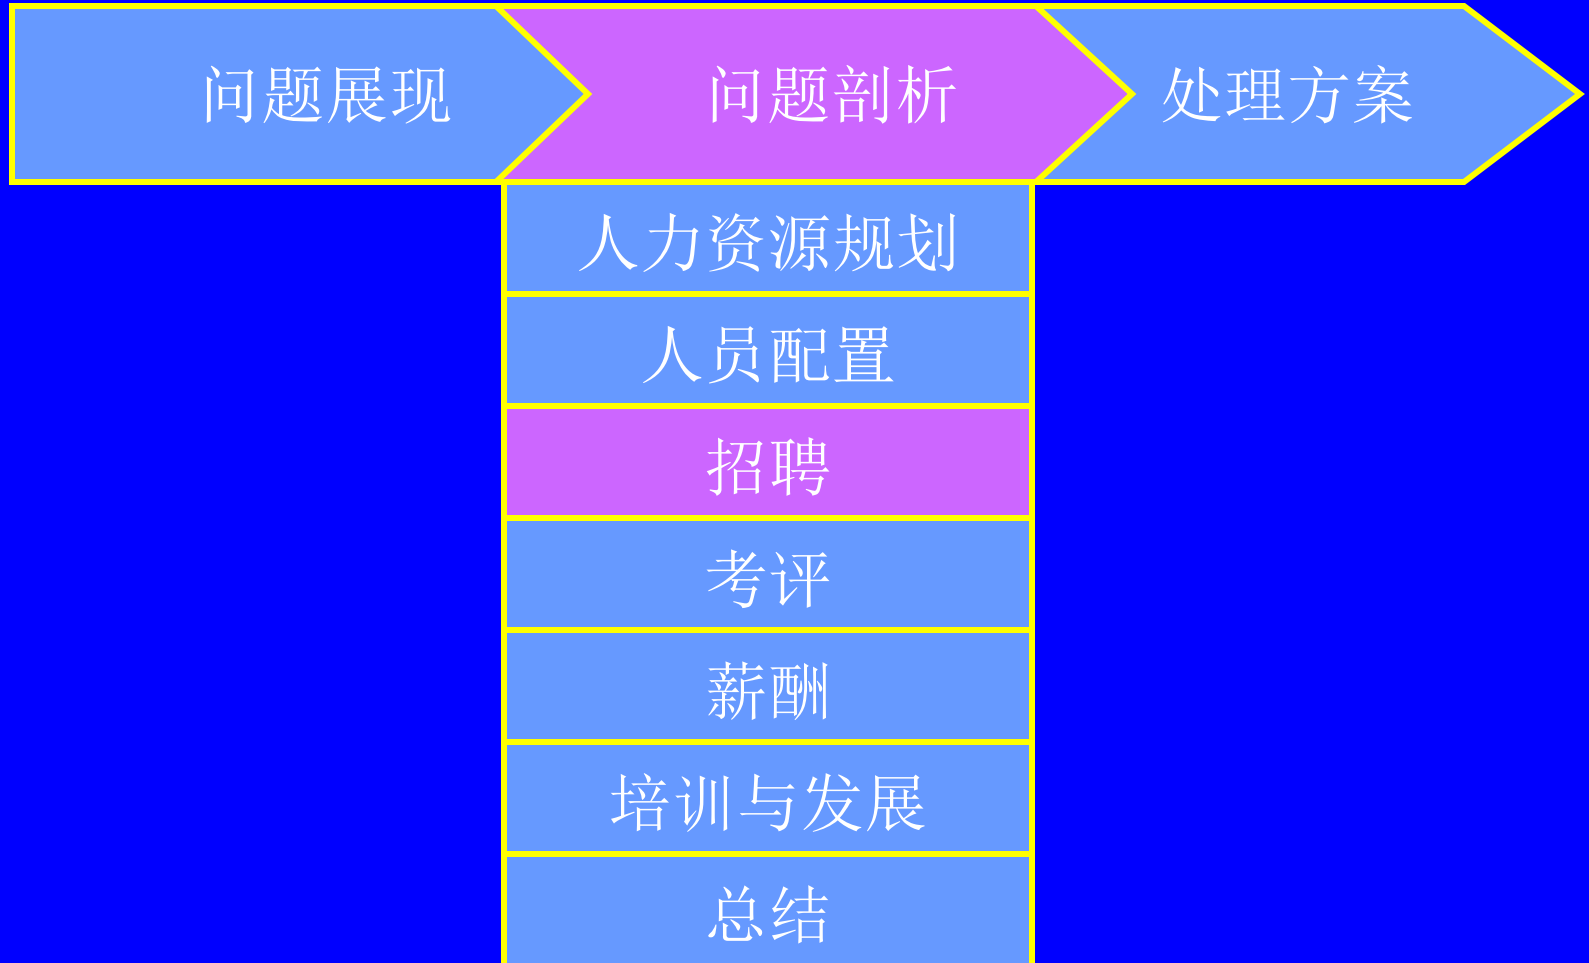 问题展现 问题剖析 处理方案
人力资源规划
人员配置
招聘
考评
薪酬
培训与发展
总结